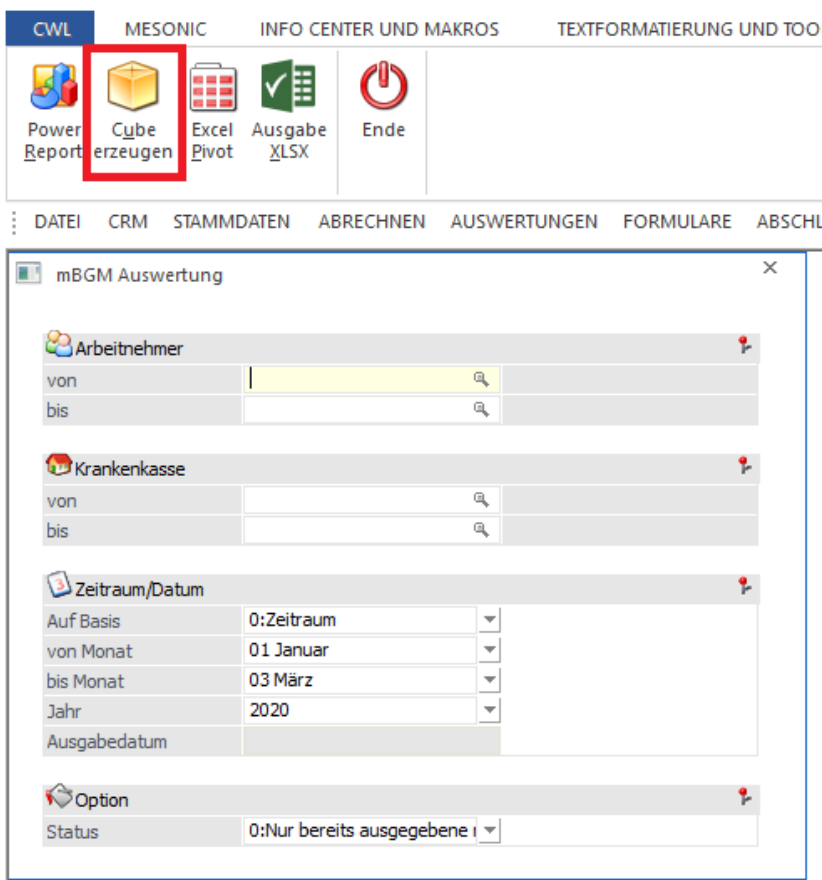 CWL MESONIC INFO CENTER UND MAKROS TEXTFORMATIERUNG UND TOO
Power Cube Excel Ausgabe Ende
Report erzeugen Pivot XLSX
DATEI CRM STAMMDATEN ABRECHNEN AUSWERTUNGEN FORMULARE ABSCHL
mBGM Auswertung
Arbeitnehmer
von
bis
Krankenkasse
von
bis
3 Zeitraum/Datum
Auf Basis 0:Zeitraum
von Monat 01 Januar
bis Monat 03 März
Jahr 2020
Ausgabedatum
Option
Status 0:Nur bereits ausgegebene